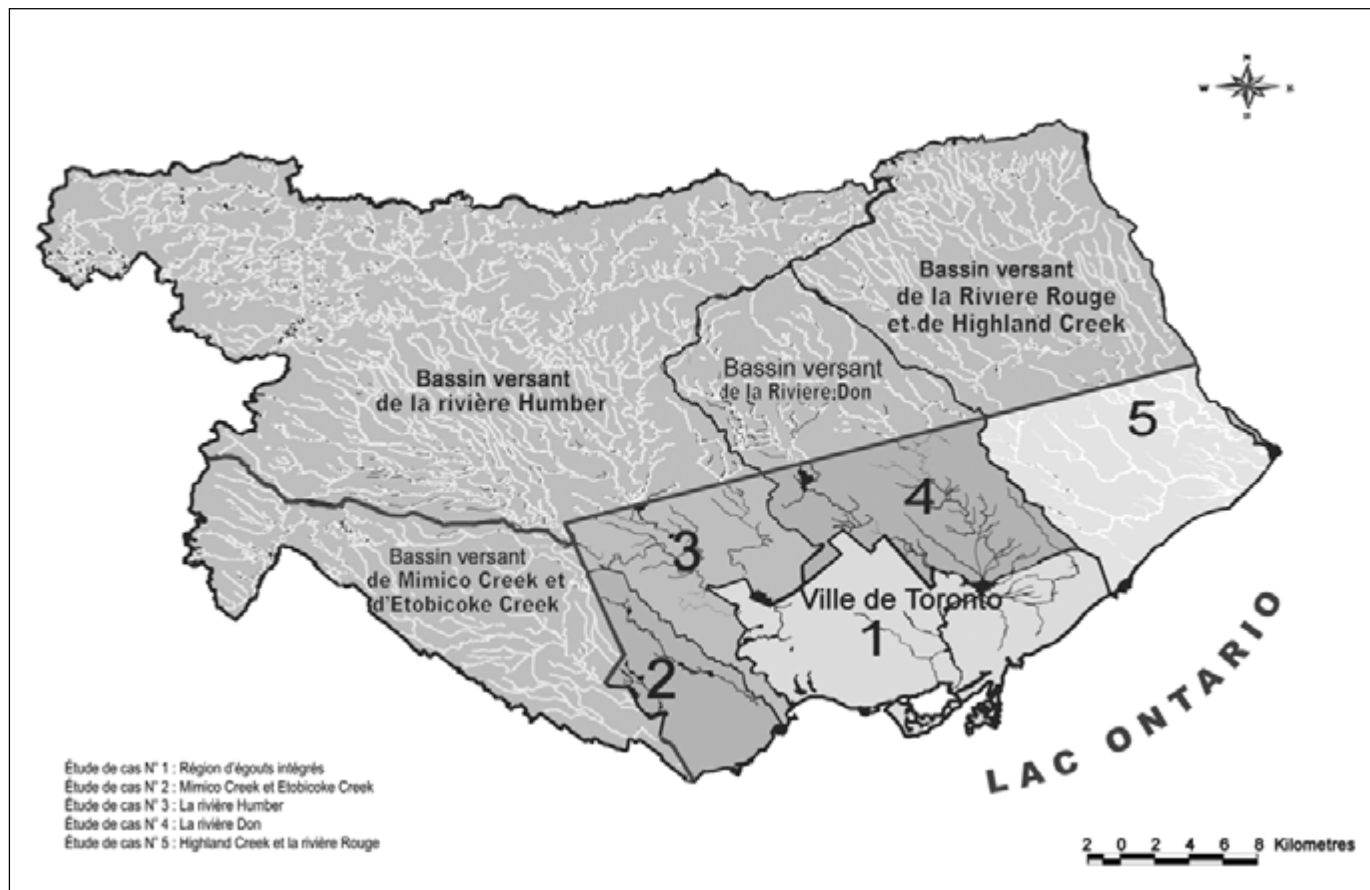 N
W E
S
Bassin versant
de la Rivière Rouge
et de Highland Creek
Bassin versant
de la rivière Humber
Bassin versant
de la Riviere Don
5
4
3
Bassin versant
de Mimico Creek et
d'Etobicoke Creek
Ville de Toronto
1
2
LAC ONTARIO
Étude de cas N° 1 : Région d'égouts intégrés
Étude de cas N° 2 : Mimico Creek et Etobicoke Creek
Étude de cas N° 3 : La rivière Humber
Étude de cas N° 4 : La rivière Don
Étude de cas N° 5 : Highland Creek et la rivière Rouge
2 0 2 4 6 8 Kilometres